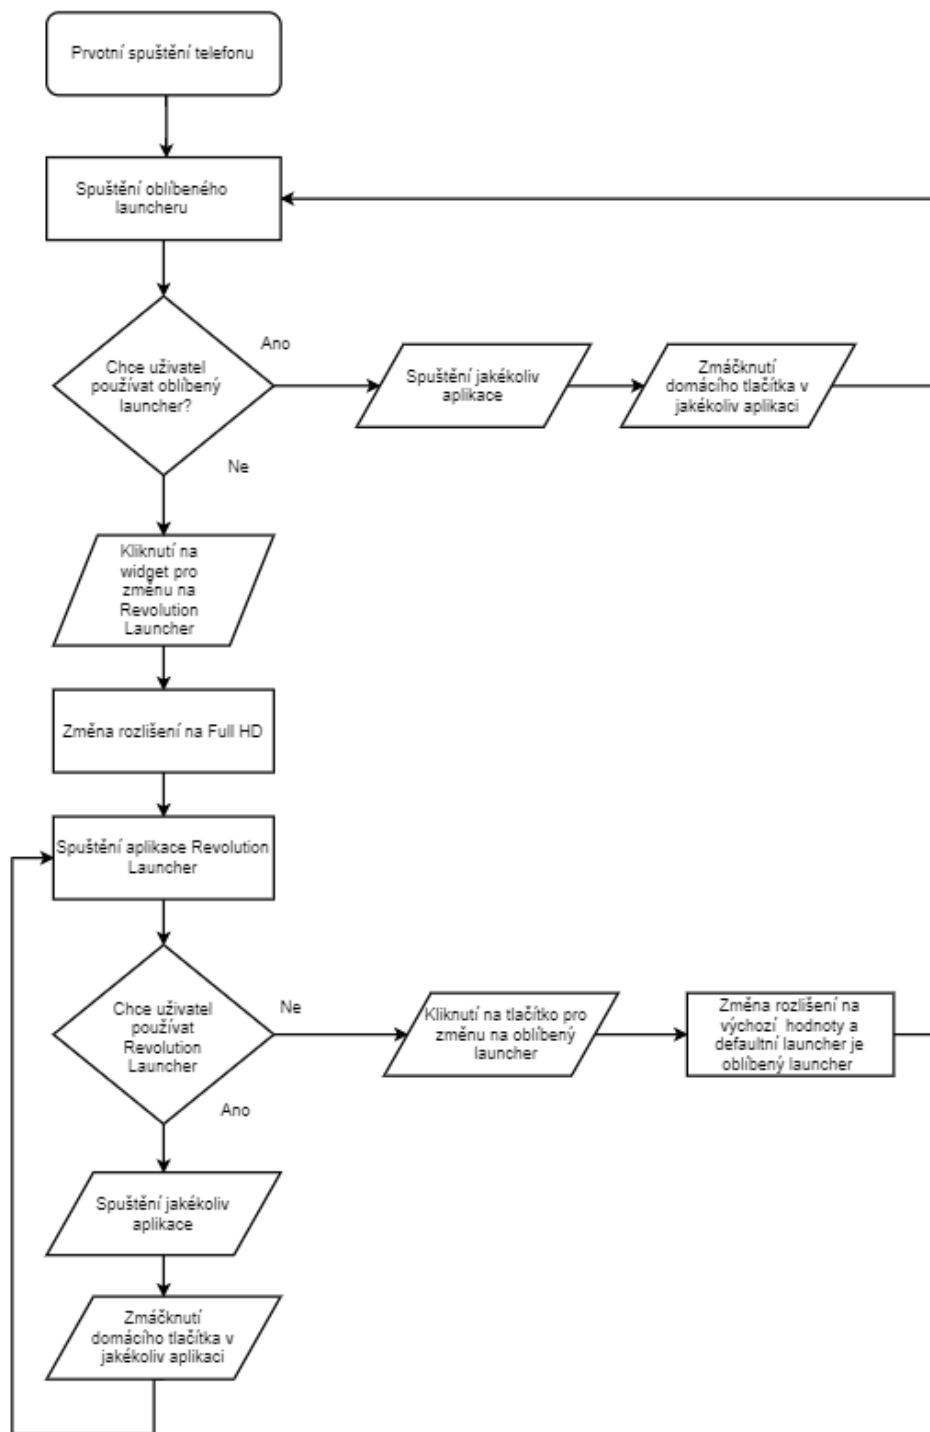 Prvotní spuštění telefonu
Spuštění oblíbeného
launcheru
Chce uživatel
používat oblíbený
launcher?
Ano
Spuštění jakékoliv
aplikace
Zmáčknutí
domácího tlačítka v
jakékoliv aplikaci
Ne
Kliknutí na
widget pro
změnu na
Revolution
Launcher
Změna rozlišení na Full HD
Spuštění aplikace Revolution
Launcher
Chce uživatel
používat
Revolution
Launcher
Ne
Kliknutí na tlačítko pro
změnu na oblíbený
launcher
Změna rozlišení na
výchozí hodnoty a
defaultní launcher je
oblíbený launcher
Ano
Spuštění jakékoliv
aplikace
Zmáčknutí
domácího tlačítka v
jakékoliv aplikaci